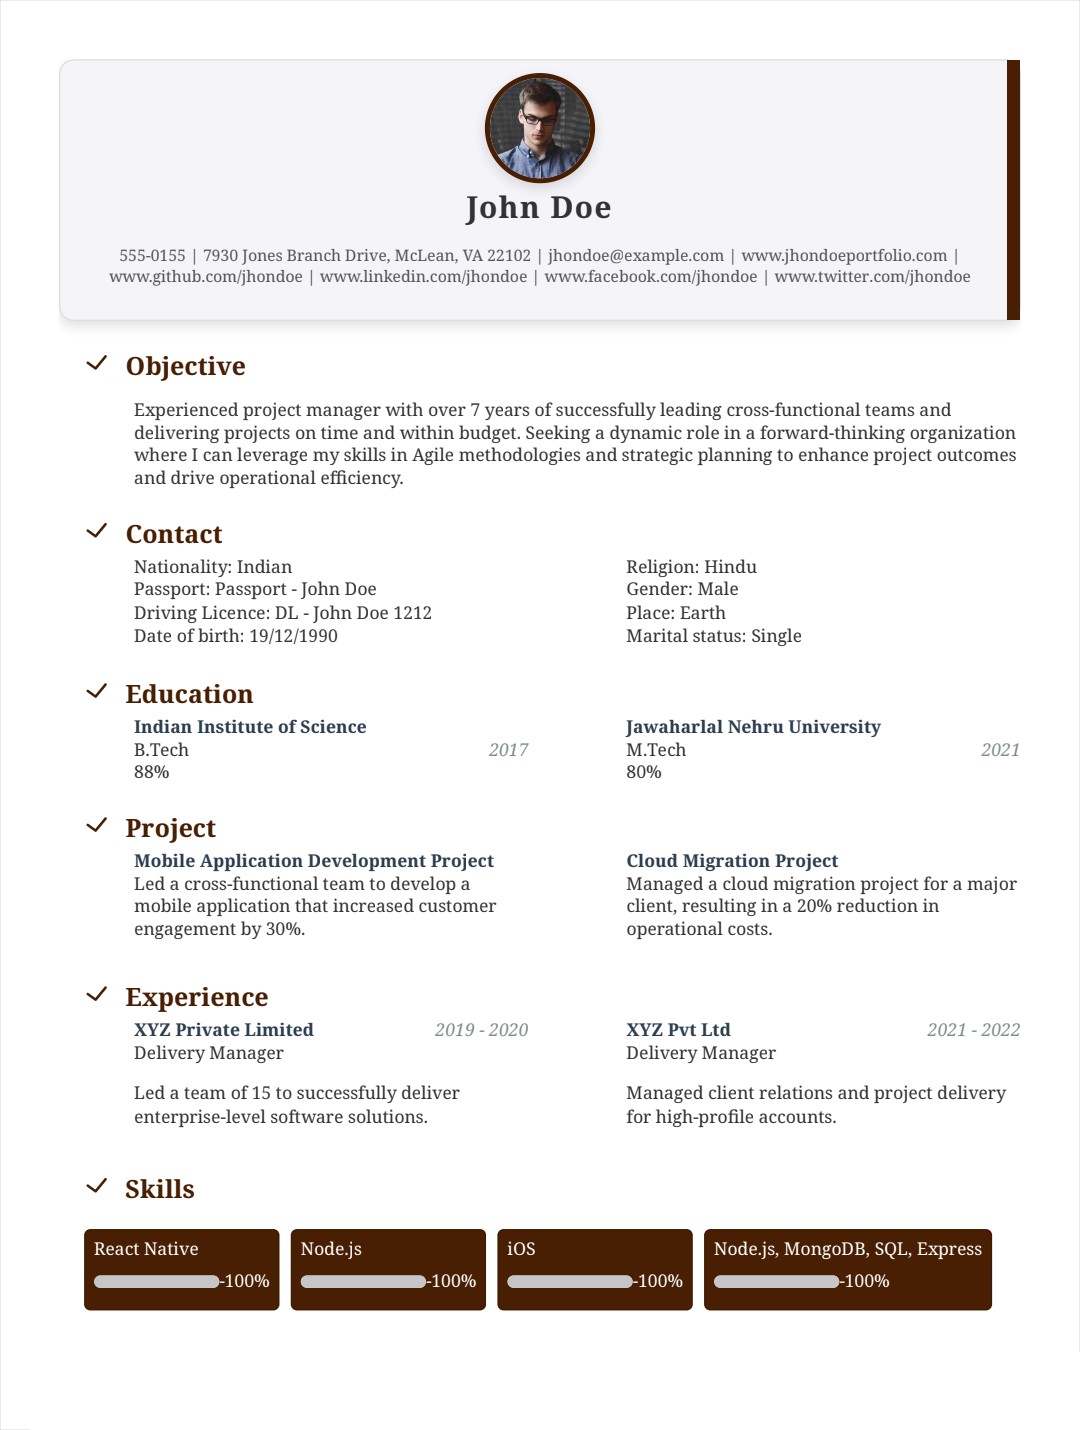 John Doe
555-0155 | 7930 Jones Branch Drive, McLean, VA 22102 | jhondoe@example.com | www.jhondoeportfolio.com |
www.github.com/jhondoe | www.linkedin.com/jhondoe | www.facebook.com/jhondoe | www.twitter.com/jhondoe
Objective
Experienced project manager with over 7 years of successfully leading cross-functional teams and
delivering projects on time and within budget. Seeking a dynamic role in a forward-thinking organization
where I can leverage my skills in Agile methodologies and strategic planning to enhance project outcomes
and drive operational efficiency.
Contact
Nationality: Indian
Passport: Passport - John Doe
Driving Licence: DL - John Doe 1212
Date of birth: 19/12/1990
Religion: Hindu
Gender: Male
Place: Earth
Marital status: Single
Education
Indian Institute of Science
B.Tech 2017
88%
Jawaharlal Nehru University
M.Tech 2021
80%
Project
Mobile Application Development Project
Led a cross-functional team to develop a
mobile application that increased customer
engagement by 30%.
Cloud Migration Project
Managed a cloud migration project for a major
client, resulting in a 20% reduction in
operational costs.
Experience
XYZ Private Limited 2019 - 2020
Delivery Manager
Led a team of 15 to successfully deliver
enterprise-level software solutions.
XYZ Pvt Ltd 2021 - 2022
Delivery Manager
Managed client relations and project delivery
for high-profile accounts.
Skills
React Native
-100%
Node.js
-100%
iOS
-100%
Node.js, MongoDB, SQL, Express
-100%